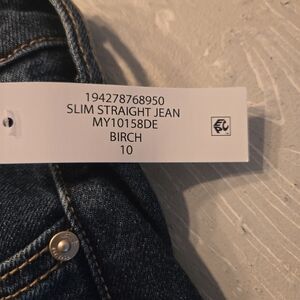 194278768950
SLIM STRAIGHT JEAN
MY10158DE
BIRCH
10